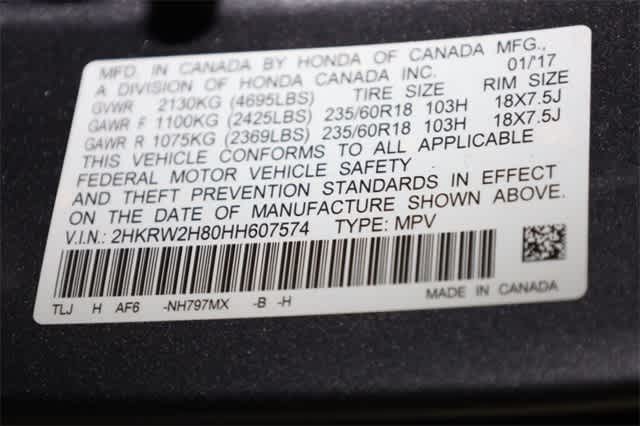 MFD. IN CANADA BY HONDA OF CANADA MFG.,
A DIVISION OF HONDA CANADA INC. 01/'17
GVWR 2130KG (4695LBS) TIRE SIZE RIM SIZE
GAWR F 1100KG (2425LBS) 235/60R18 103H 18X7.5J
GAWR R 1075KG (2369LBS) 235/60R18 103H 18X7.5J
THIS VEHICLE CONFORMS TO ALL APPLICABLE
FEDERAL MOTOR VEHICLE SAFETY
AND THEFT PREVENTION STANDARDS IN EFFECT
ON THE DATE OF MANUFACTURE SHOWN ABOVE.
V.I.N.: 2HKRW2H80HH607574 TYPE: MPV
TLJ H AF6 -NH797MX -B -H MADE IN CANADA